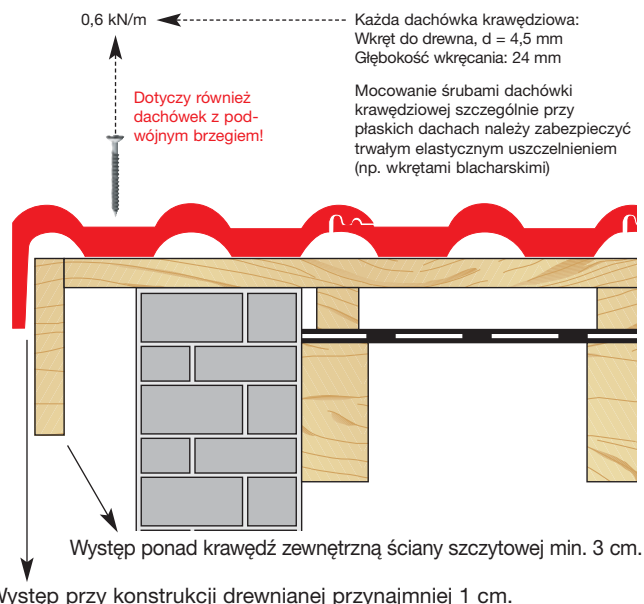 0,6 kN/m
Każda dachówka krawędziowa:
Wkręt do drewna, d = 4,5 mm
Głębokość wkręcania: 24 mm
Mocowanie śrubami dachówki
krawędziowej szczególnie przy
płaskich dachach należy zabezpieczyć
trwałym elastycznym uszczelnieniem
(np. wkrętami blacharskimi)
Dotyczy również
dachówek z pod-
wójnym brzegiem!
Występ ponad krawędź zewnętrzną ściany szczytowej min. 3 cm.
Występ przy konstrukcji drewnianej przynajmniej 1 cm.